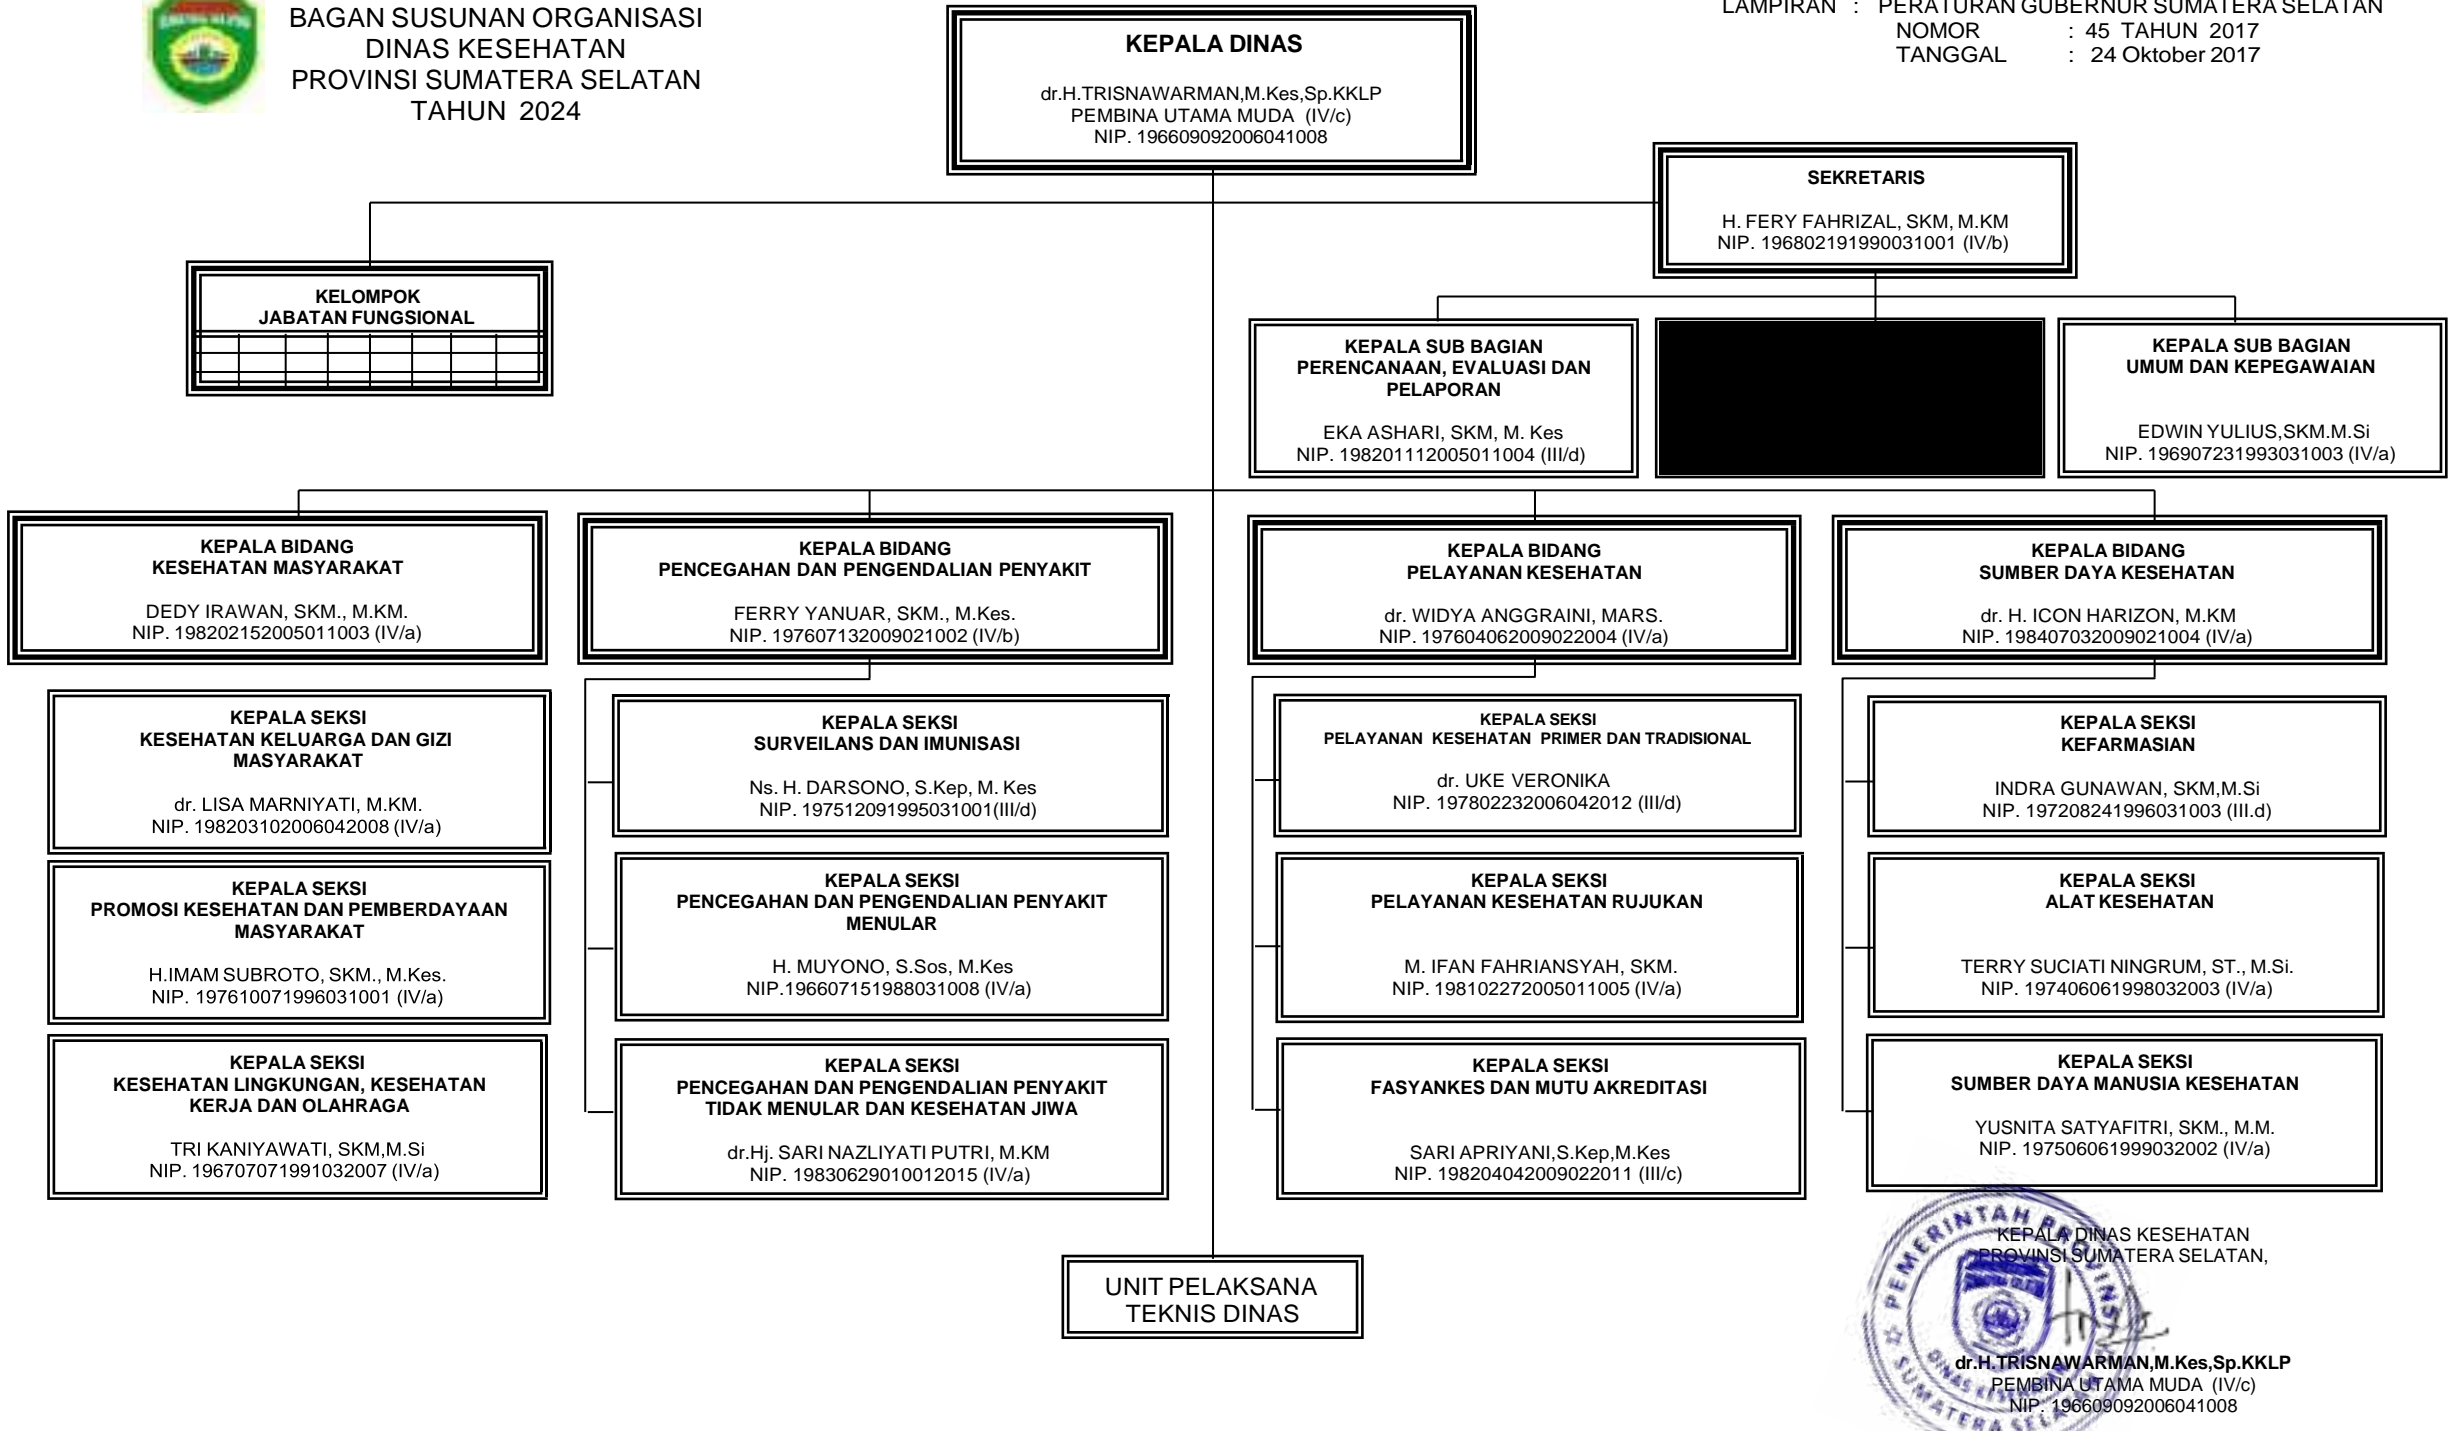 BAGAN SUSUNAN ORGANISASI
DINAS KESEHATAN
PROVINSI SUMATERA SELATAN
TAHUN 2024
LAMPIRAN : PERATURAN GUBERNUR SUMATERA SELATAN
NOMOR : 45 TAHUN 2017
TANGGAL : 24 Oktober 2017
KEPALA DINAS
dr.H.TRISNAWARMAN,M.Kes,Sp.KKLP
PEMBINA UTAMA MUDA (IV/c)
NIP. 196609092006041008
SEKRETARIS
H. FERY FAHRIZAL, SKM, M.KM
NIP. 196802191990031001 (IV/b)
KELOMPOK
JABATAN FUNGSIONAL
KEPALA SUB BAGIAN
PERENCANAAN, EVALUASI DAN
PELAPORAN
EKA ASHARI, SKM, M. Kes
NIP. 198201112005011004 (III/d)
KEPALA SUB BAGIAN
UMUM DAN KEPEGAWAIAN
EDWIN YULIUS,SKM.M.Si
NIP. 196907231993031003 (IV/a)
KEPALA BIDANG
KESEHATAN MASYARAKAT
DEDY IRAWAN, SKM., M.KM.
NIP. 198202152005011003 (IV/a)
KEPALA BIDANG
PENCEGAHAN DAN PENGENDALIAN PENYAKIT
FERRY YANUAR, SKM., M.Kes.
NIP. 197607132009021002 (IV/b)
KEPALA BIDANG
PELAYANAN KESEHATAN
dr. WIDYA ANGGRAINI, MARS.
NIP. 197604062009022004 (IV/a)
KEPALA BIDANG
SUMBER DAYA KESEHATAN
dr. H. ICON HARIZON, M.KM
NIP. 198407032009021004 (IV/a)
KEPALA SEKSI
KESEHATAN KELUARGA DAN GIZI
MASYARAKAT
dr. LISA MARNIYATI, M.KM.
NIP. 198203102006042008 (IV/a)
KEPALA SEKSI
SURVEILANS DAN IMUNISASI
Ns. H. DARSONO, S.Kep, M. Kes
NIP. 197512091995031001(III/d)
KEPALA SEKSI
PELAYANAN KESEHATAN PRIMER DAN TRADISIONAL
dr. UKE VERONIKA
NIP. 197802232006042012 (III/d)
KEPALA SEKSI
KEFARMASIAN
INDRA GUNAWAN, SKM,M.Si
NIP. 197208241996031003 (III.d)
KEPALA SEKSI
PROMOSI KESEHATAN DAN PEMBERDAYAAN
MASYARAKAT
H.IMAM SUBROTO, SKM., M.Kes.
NIP. 197610071996031001 (IV/a)
KEPALA SEKSI
PENCEGAHAN DAN PENGENDALIAN PENYAKIT
MENULAR
H. MUYONO, S.Sos, M.Kes
NIP.196607151988031008 (IV/a)
KEPALA SEKSI
PELAYANAN KESEHATAN RUJUKAN
M. IFAN FAHRIANSYAH, SKM.
NIP. 198102272005011005 (IV/a)
KEPALA SEKSI
ALAT KESEHATAN
TERRY SUCIATI NINGRUM, ST., M.Si.
NIP. 197406061998032003 (IV/a)
KEPALA SEKSI
KESEHATAN LINGKUNGAN, KESEHATAN
KERJA DAN OLAHRAGA
TRI KANIYAWATI, SKM,M.Si
NIP. 196707071991032007 (IV/a)
KEPALA SEKSI
PENCEGAHAN DAN PENGENDALIAN PENYAKIT
TIDAK MENULAR DAN KESEHATAN JIWA
dr.Hj. SARI NAZLIYATI PUTRI, M.KM
NIP. 19830629010012015 (IV/a)
KEPALA SEKSI
FASYANKES DAN MUTU AKREDITASI
SARI APRIYANI,S.Kep,M.Kes
NIP. 198204042009022011 (III/c)
KEPALA SEKSI
SUMBER DAYA MANUSIA KESEHATAN
YUSNITA SATYAFITRI, SKM., M.M.
NIP. 197506061999032002 (IV/a)
UNIT PELAKSANA
TEKNIS DINAS
KEPALA DINAS KESEHATAN
PROVINSI SUMATERA SELATAN,
dr.H.TRISNAWARMAN,M.Kes,Sp.KKLP
PEMBINA UTAMA MUDA (IV/c)
NIP. 196609092006041008
PEMERINTAH PROVINSI
SUMATERA SELATAN
DINAS KESEHATAN